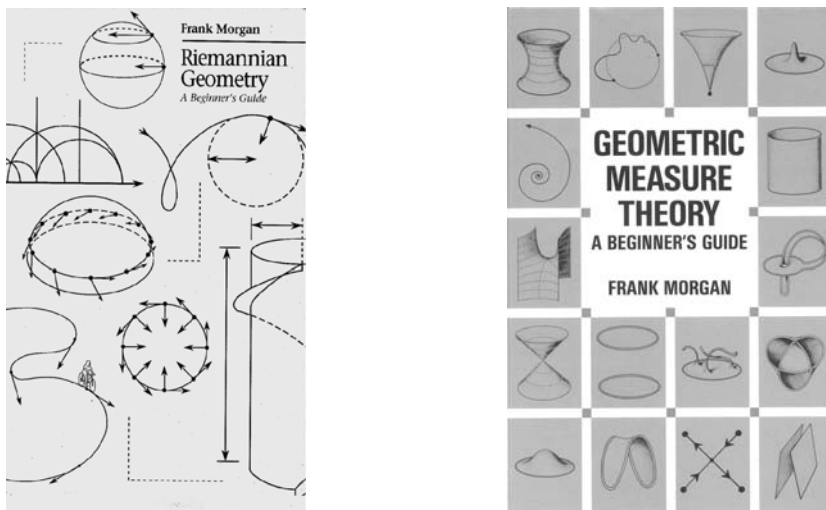 Frank Morgan
Riemannian
Geometry
A Beginner's Guide
GEOMETRIC
MEASURE
THEORY
A BEGINNER'S GUIDE
FRANK MORGAN